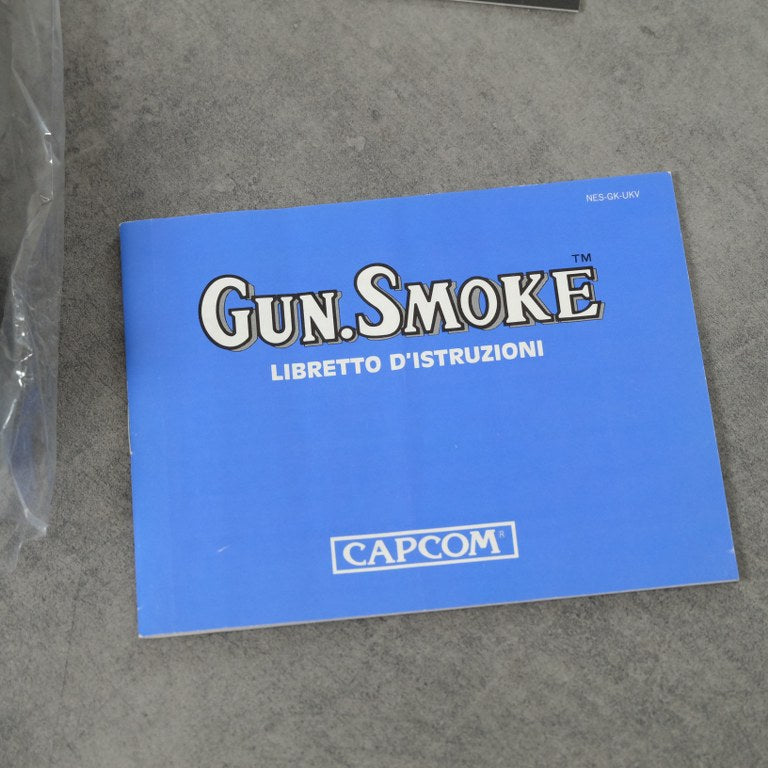 NES-GK-UKV
GUN.SMOKE™
LIBRETTO D'ISTRUZIONI
CAPCOM®